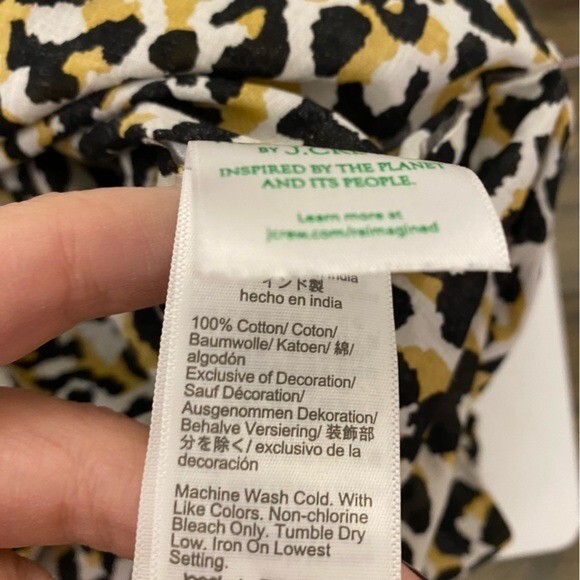 BY J.CRE
INSPIRED BY THE PLANET
AND ITS PEOPLE.
Learn more at
jcrew.com/reimagined
India
インド製
hecho en india
100% Cotton/ Coton/
Baumwolle/ Katoen/ 綿/
algodón
Exclusive of Decoration/
Sauf Décoration/
Ausgenommen Dekoration/
Behalve Versiering/ 装飾部
分を除く/ exclusivo de la
decoración
Machine Wash Cold. With
Like Colors. Non-chlorine
Bleach Only. Tumble Dry
Low. Iron On Lowest
Setting.